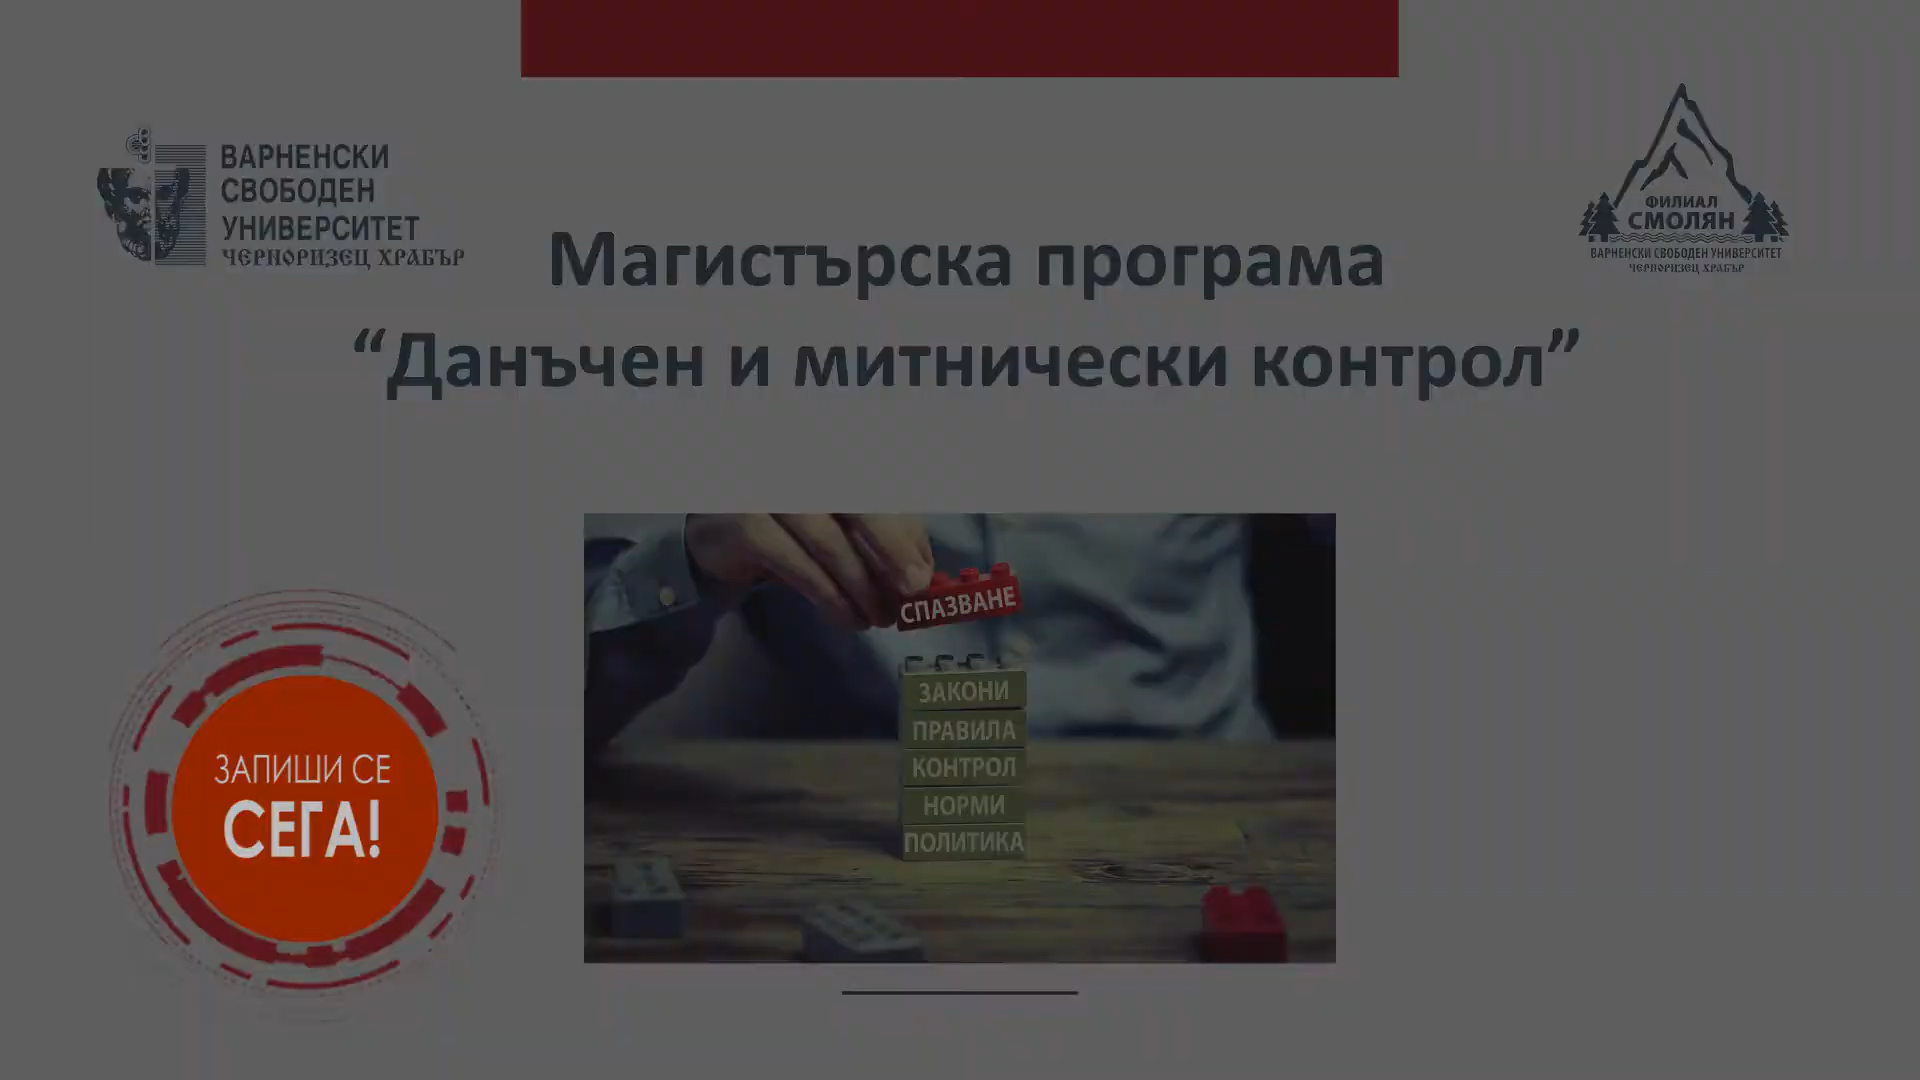 ВАРНЕНСКИ
СВОБОДЕН
УНИВЕРСИТЕТ
ЧЕРНОРИЗЕЦ ХРАБЪР
ФИЛИАЛ
СМОЛЯН
ВАРНЕНСКИ СВОБОДЕН УНИВЕРСИТЕТ
ЧЕРНОРИЗЕЦ ХРАБЪР
Магистърска програма
“Данъчен и митнически контрол”
СПАЗВАНЕ
ЗАКОНИ
ПРАВИЛА
КОНТРОЛ
НОРМИ
ПОЛИТИКА
ЗАПИШИ СЕ
СЕГА!